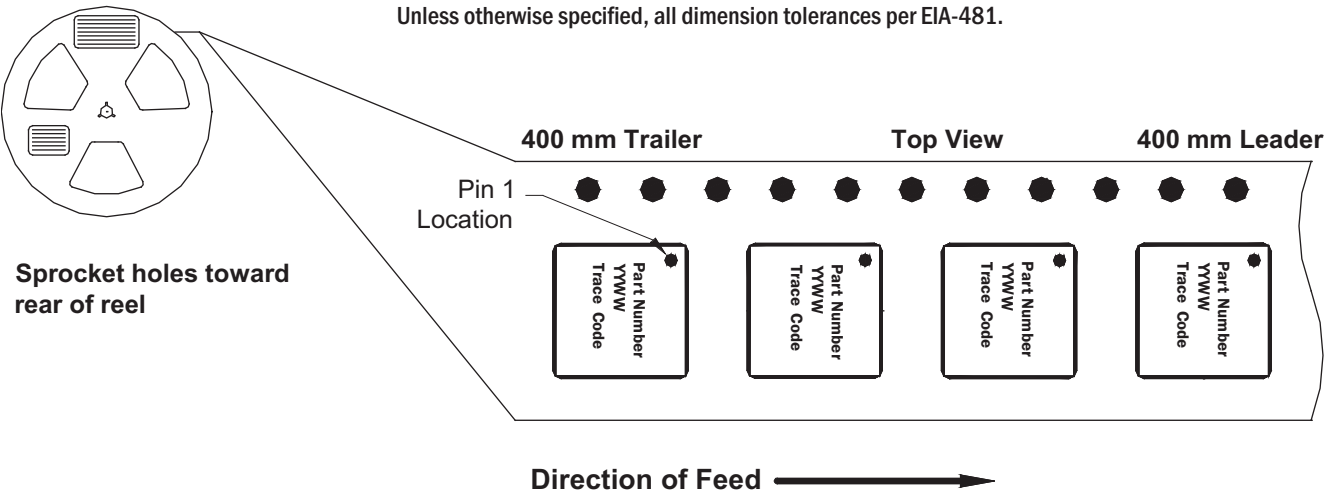 Unless otherwise specified, all dimension tolerances per EIA-481.
400 mm Trailer
Top View
400 mm Leader
Pin 1
Location
Sprocket holes toward
rear of reel
Part Number
YYWW
Trace Code
Part Number
YYWW
Trace Code
Part Number
YYWW
Trace Code
Part Number
YYWW
Trace Code
Direction of Feed